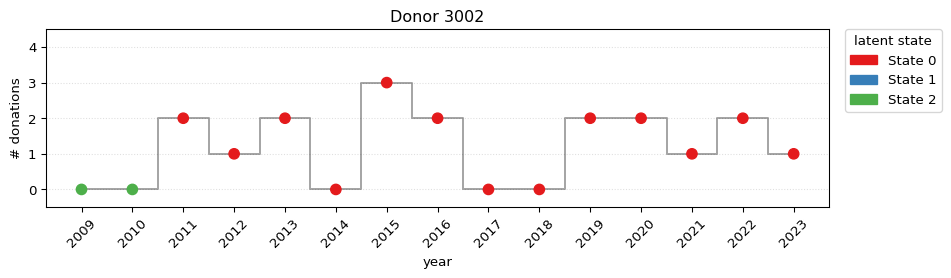 Donor 3002
4
3
2
1
0
# donations
2009
2010
2011
2012
2013
2014
2015
2016
2017
2018
2019
2020
2021
2022
2023
year
latent state
State 0
State 1
State 2